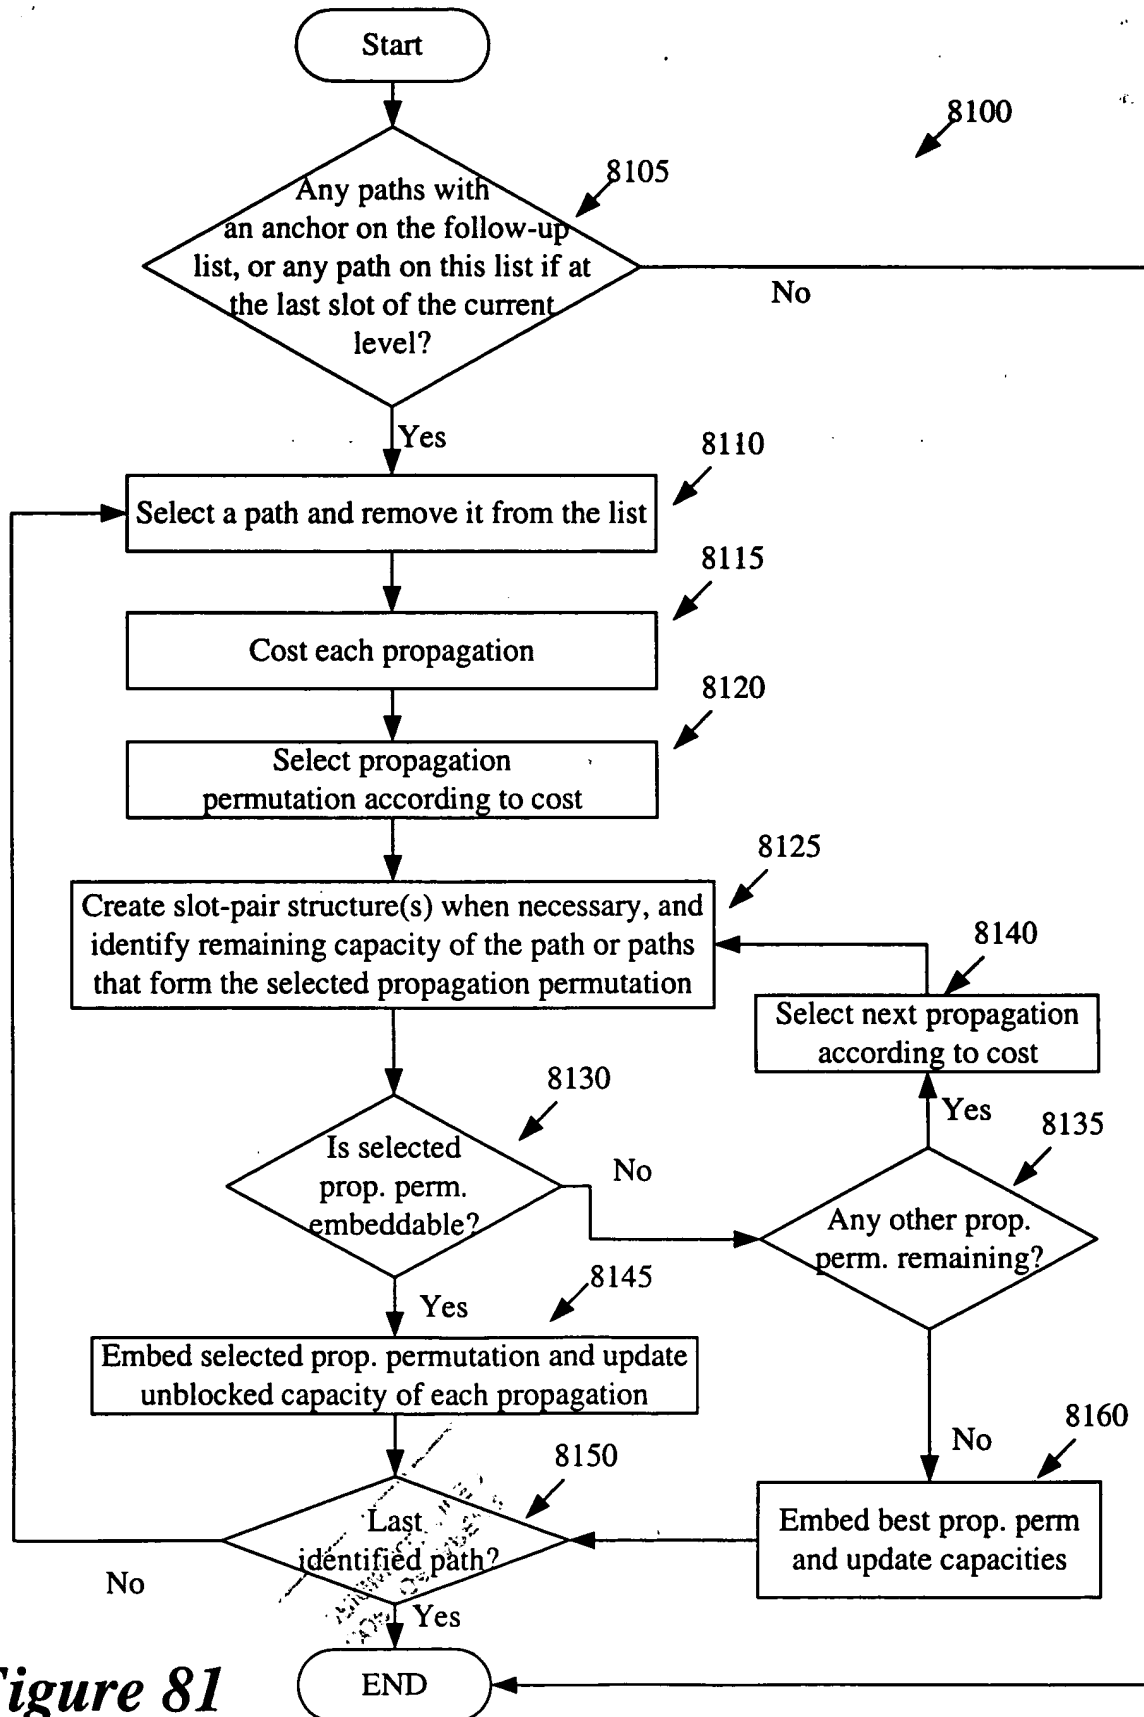 Start
8100
8105
Any paths with
an anchor on the follow-up
list, or any path on this list if at
the last slot of the current
level?
No
Yes
8110
Select a path and remove it from the list
8115
Cost each propagation
8120
Select propagation
permutation according to cost
8125
Create slot-pair structure(s) when necessary, and
identify remaining capacity of the path or paths
that form the selected propagation permutation
8140
Select next propagation
according to cost
8130
Is selected
prop. perm.
embeddable?
No
Yes
8135
Any other prop.
perm. remaining?
8145
Yes
Embed selected prop. permutation and update
unblocked capacity of each propagation
8150
Last
identified path?
No
Yes
No
8160
Embed best prop. perm
and update capacities
END
Figure 81